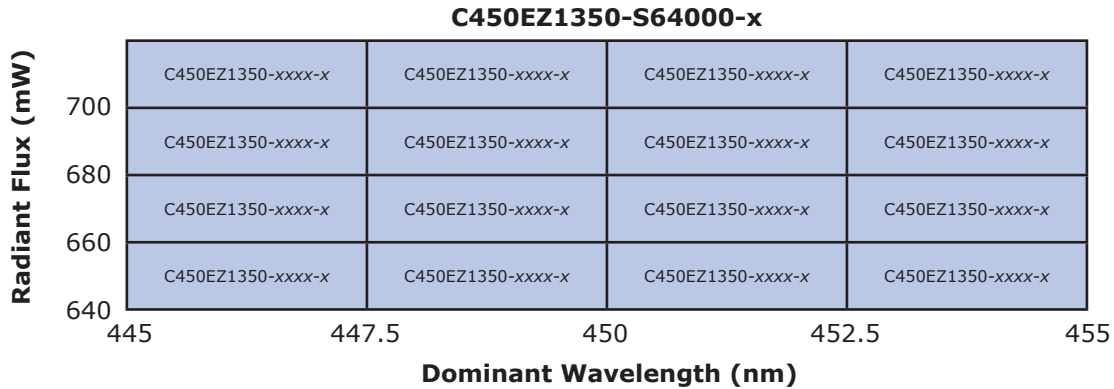 C450EZ1350-S64000-x
Radiant Flux (mW)
C450EZ1350-xxxx-x C450EZ1350-xxxx-x C450EZ1350-xxxx-x C450EZ1350-xxxx-x
700
C450EZ1350-xxxx-x C450EZ1350-xxxx-x C450EZ1350-xxxx-x C450EZ1350-xxxx-x
680
C450EZ1350-xxxx-x C450EZ1350-xxxx-x C450EZ1350-xxxx-x C450EZ1350-xxxx-x
660
C450EZ1350-xxxx-x C450EZ1350-xxxx-x C450EZ1350-xxxx-x C450EZ1350-xxxx-x
640
445 447.5 450 452.5 455
Dominant Wavelength (nm)